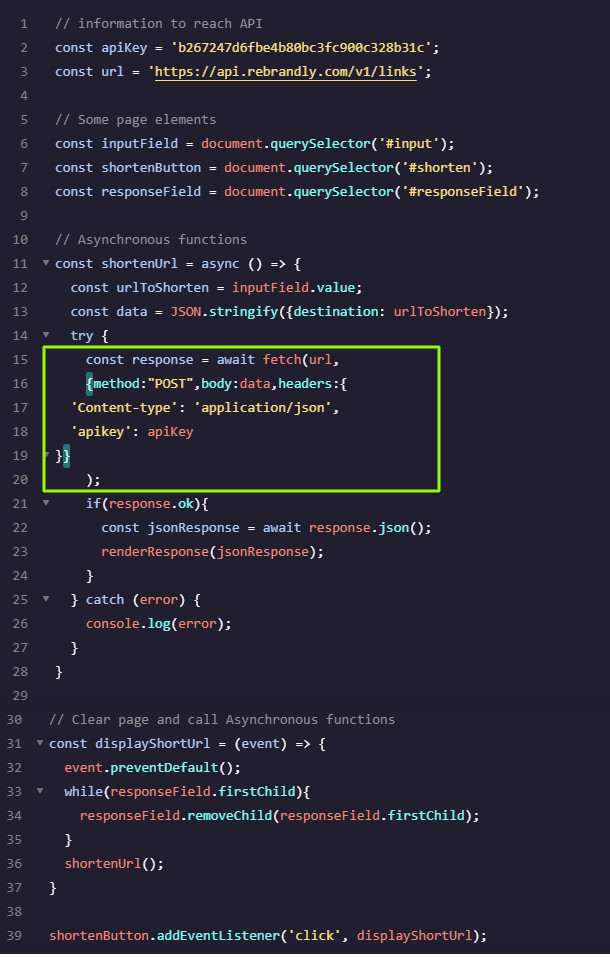 1 // information to reach API
2 const apiKey = 'b267247d6fbe4b80bc3fc900c328b31c';
3 const url = 'https://api.rebrandly.com/v1/links';
4
5 // Some page elements
6 const inputField = document.querySelector('#input');
7 const shortenButton = document.querySelector('#shorten');
8 const responseField = document.querySelector('#responseField');
9
10 // Asynchronous functions
11 const shortenUrl = async () => {
12 const urlToShorten = inputField.value;
13 const data = JSON.stringify({destination: urlToShorten});
14 try {
15 const response = await fetch(url,
16 {method:"POST",body:data,headers:{
17 'Content-type': 'application/json',
18 'apikey': apiKey
19 }}
20 );
21 if(response.ok){
22 const jsonResponse = await response.json();
23 renderResponse(jsonResponse);
24 }
25 } catch (error) {
26 console.log(error);
27 }
28 }
29
30 // Clear page and call Asynchronous functions
31 const displayShortUrl = (event) => {
32 event.preventDefault();
33 while(responseField.firstChild){
34 responseField.removeChild(responseField.firstChild);
35 }
36 shortenUrl();
37 }
38
39 shortenButton.addEventListener('click', displayShortUrl);